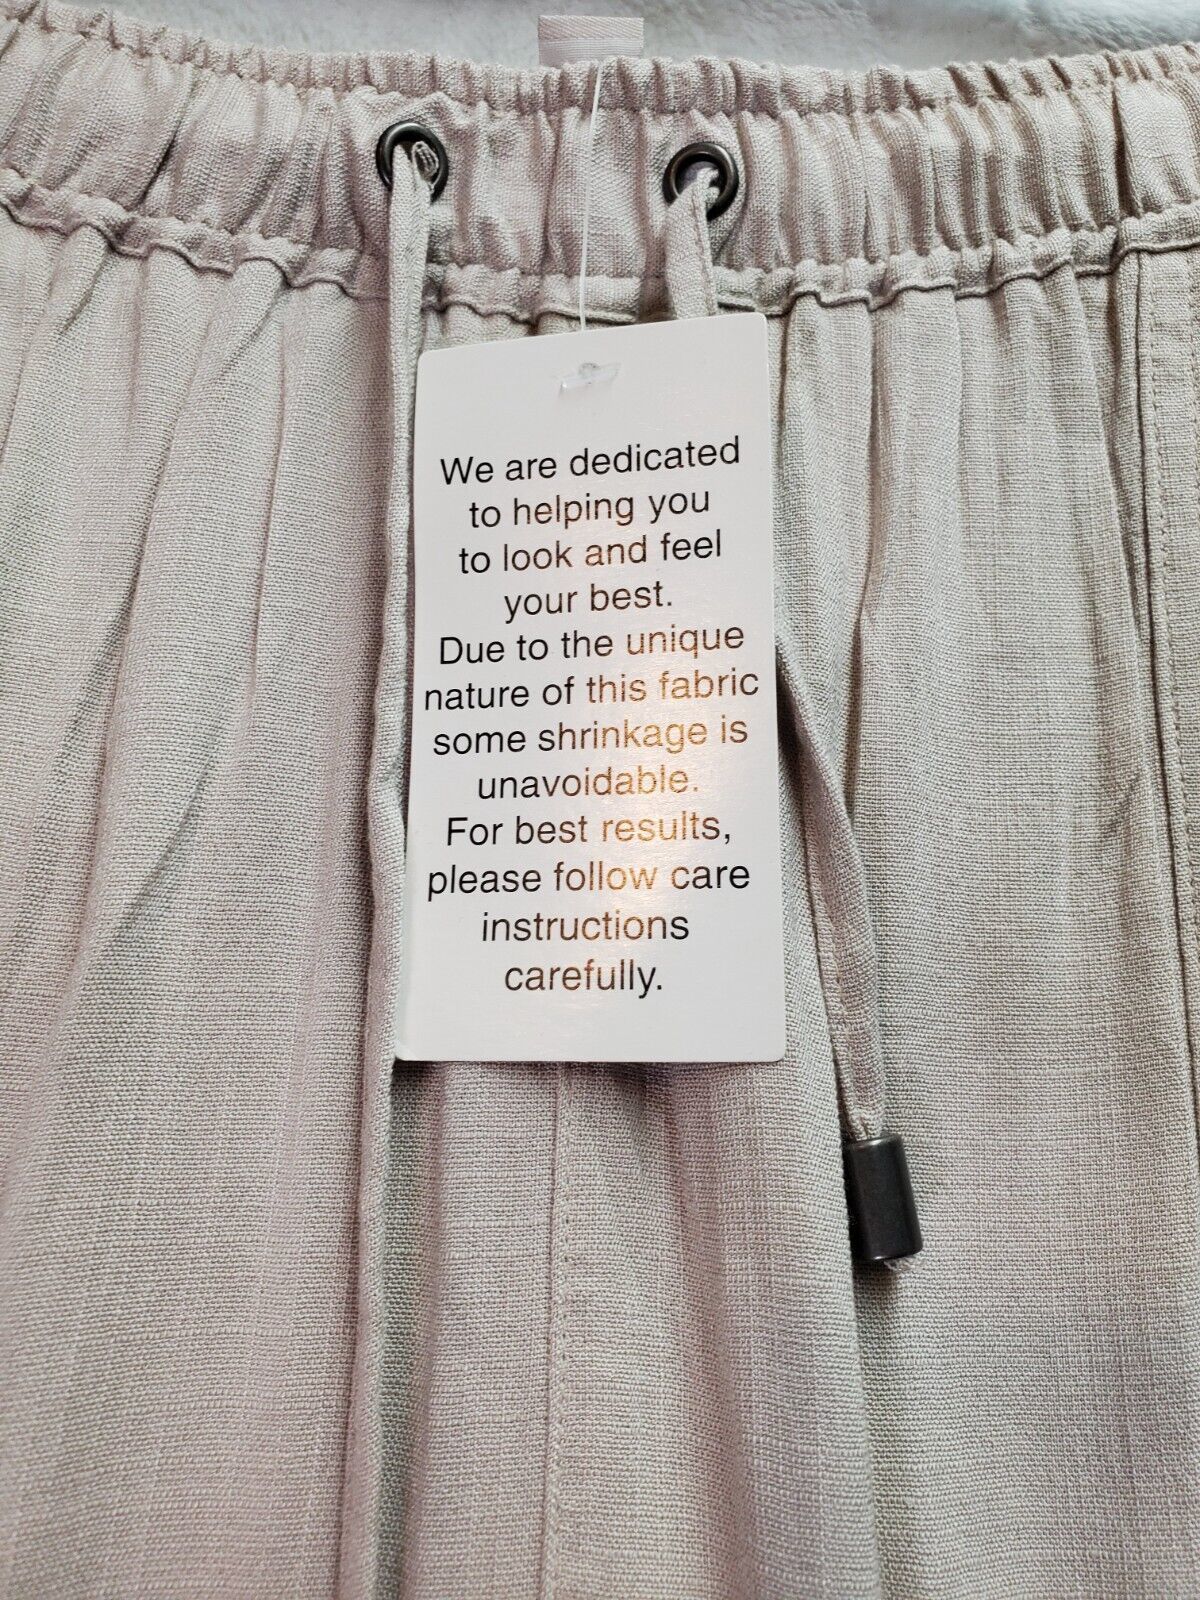 We are dedicated
to helping you
to look and feel
your best.
Due to the unique
nature of this fabric
some shrinkage is
unavoidable.
For best results,
please follow care
instructions
carefully.